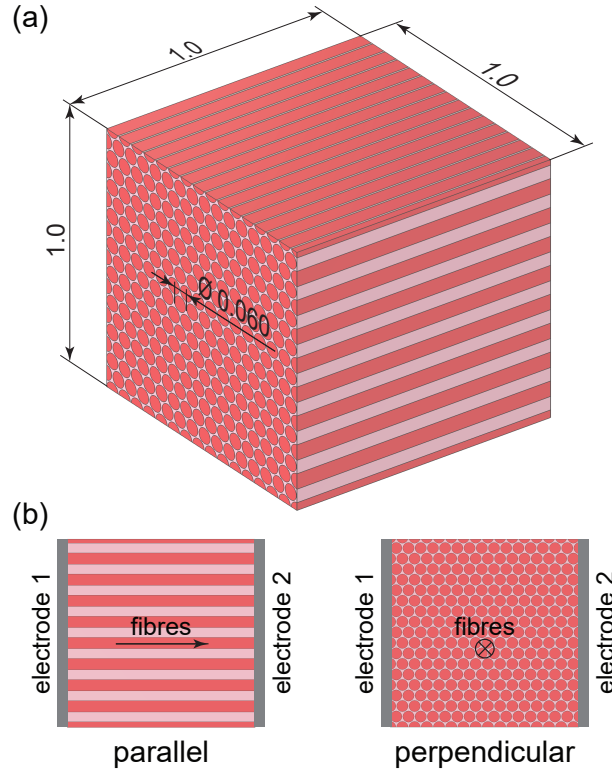 (a)
1.0
1.0
1.0
Ø 0.060
(b)
electrode 1
fibres
electrode 2
parallel
electrode 1
fibres
electrode 2
perpendicular